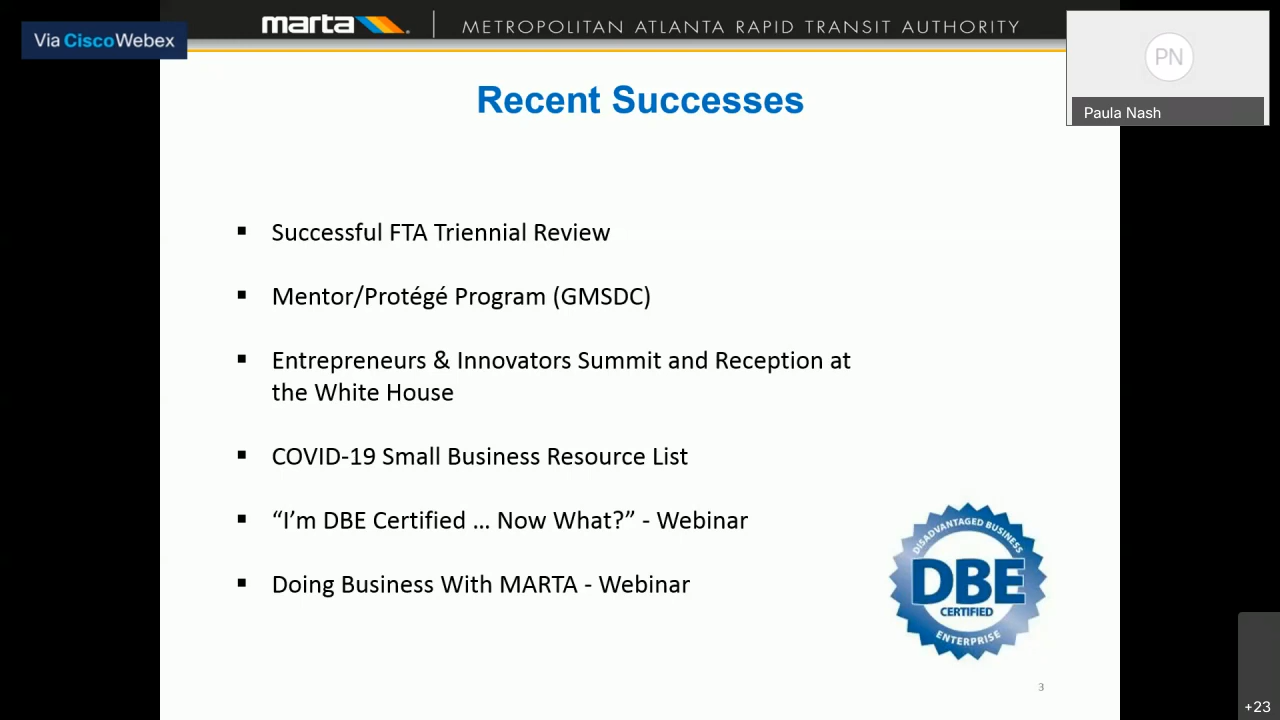 Via CiscoWebex
marta
METROPOLITAN ATLANTA RAPID TRANSIT AUTHORITY
PN
Paula Nash
Recent Successes
▪ Successful FTA Triennial Review
▪ Mentor/Protégé Program (GMSDC)
▪ Entrepreneurs & Innovators Summit and Reception at
the White House
▪ COVID-19 Small Business Resource List
▪ “I’m DBE Certified … Now What?” - Webinar
▪ Doing Business With MARTA - Webinar
DISADVANTAGED BUSINESS
DBE
CERTIFIED
ENTERPRISE
3
+23